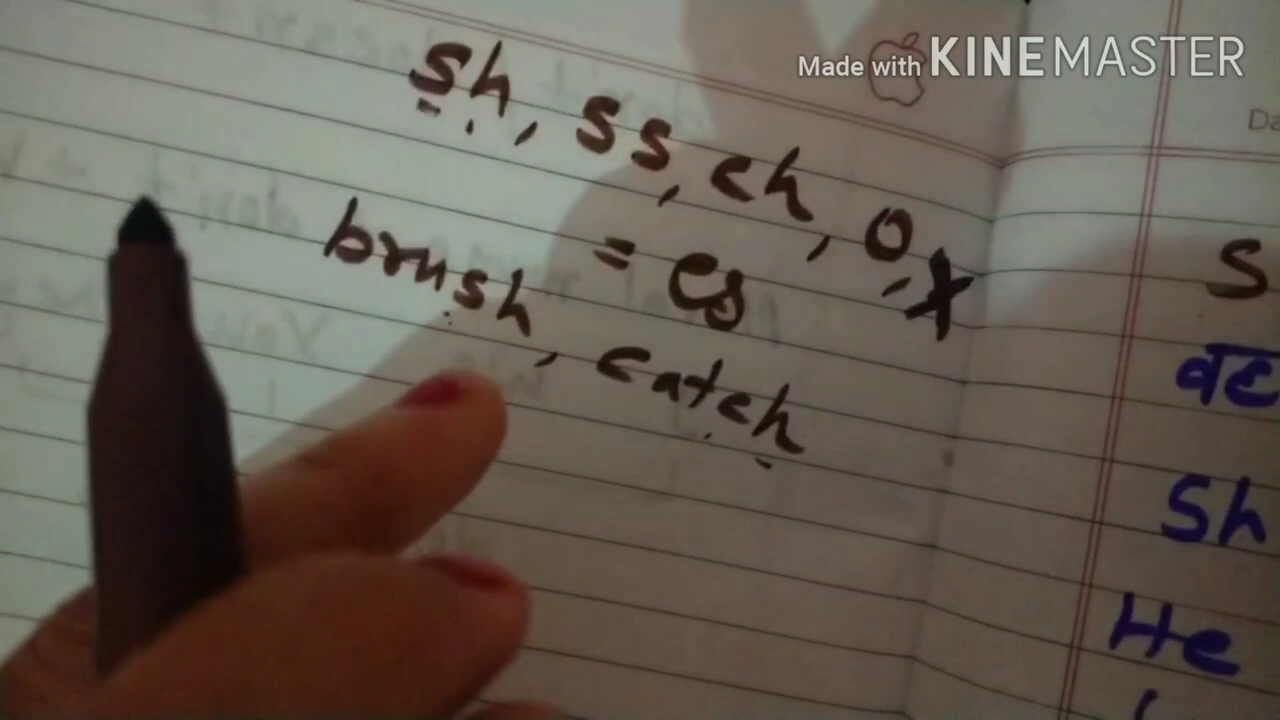 Made with KINEMASTER
sh, ss, ch, o, x
= es
brush, catch
S
Sh
He